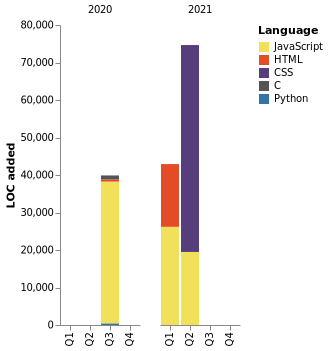 2020 2021
Language
JavaScript
HTML
CSS
C
Python
LOC added
80,000
70,000
60,000
50,000
40,000
30,000
20,000
10,000
0
Q1 Q2 Q3 Q4 Q1 Q2 Q3 Q4